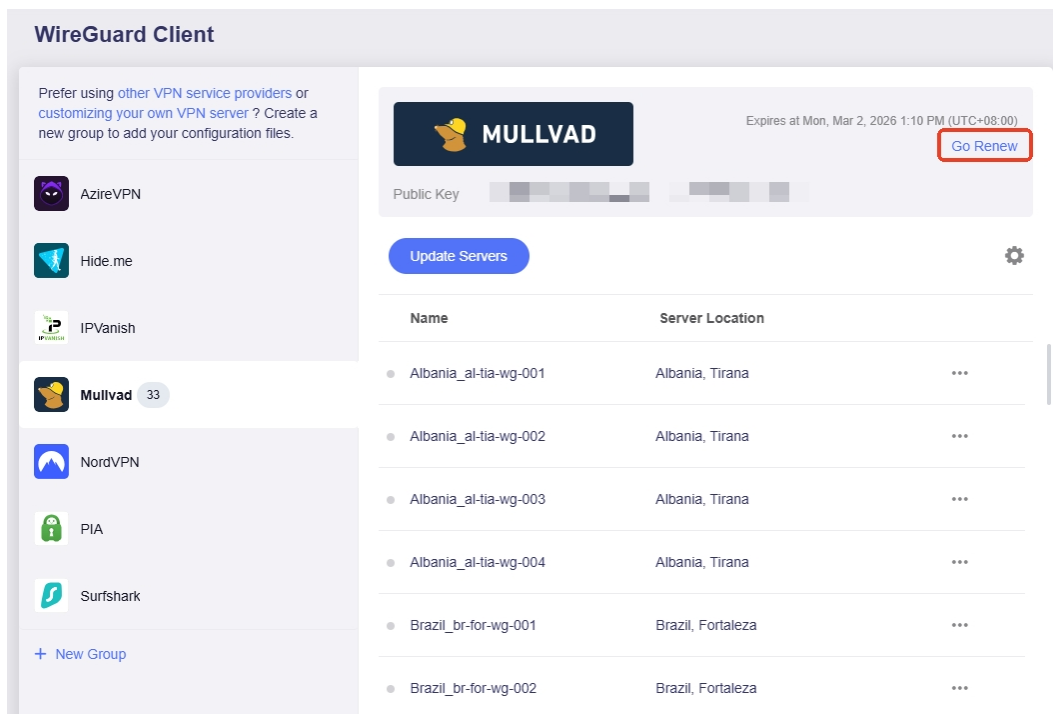 WireGuard Client
Prefer using other VPN service providers or
customizing your own VPN server ? Create a
new group to add your configuration files.
AzireVPN
Hide.me
IPVANISH
IPVanish
Mullvad 33
NordVPN
PIA
Surfshark
+ New Group
MULLVAD
Expires at Mon, Mar 2, 2026 1:10 PM (UTC+08:00)
Go Renew
Public Key
Update Servers
Name Server Location
Albania_al-tia-wg-001 Albania, Tirana
Albania_al-tia-wg-002 Albania, Tirana
Albania_al-tia-wg-003 Albania, Tirana
Albania_al-tia-wg-004 Albania, Tirana
Brazil_br-for-wg-001 Brazil, Fortaleza
Brazil_br-for-wg-002 Brazil, Fortaleza